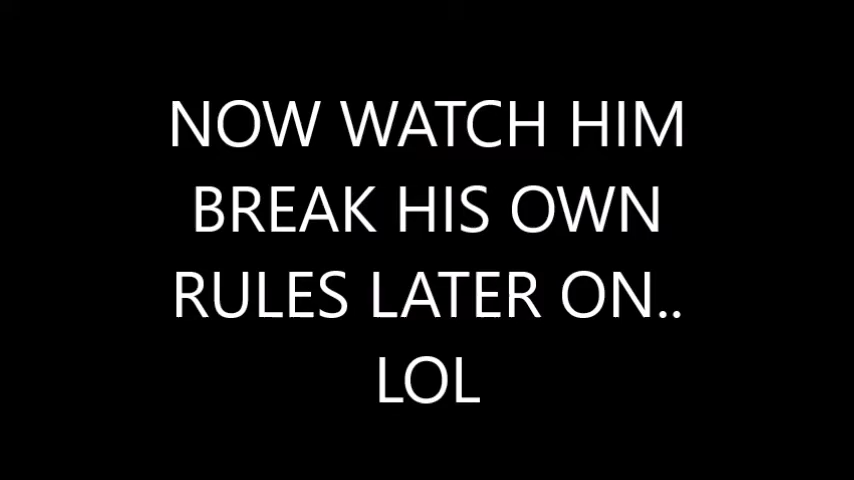 NOW WATCH HIM
BREAK HIS OWN
RULES LATER ON..
LOL